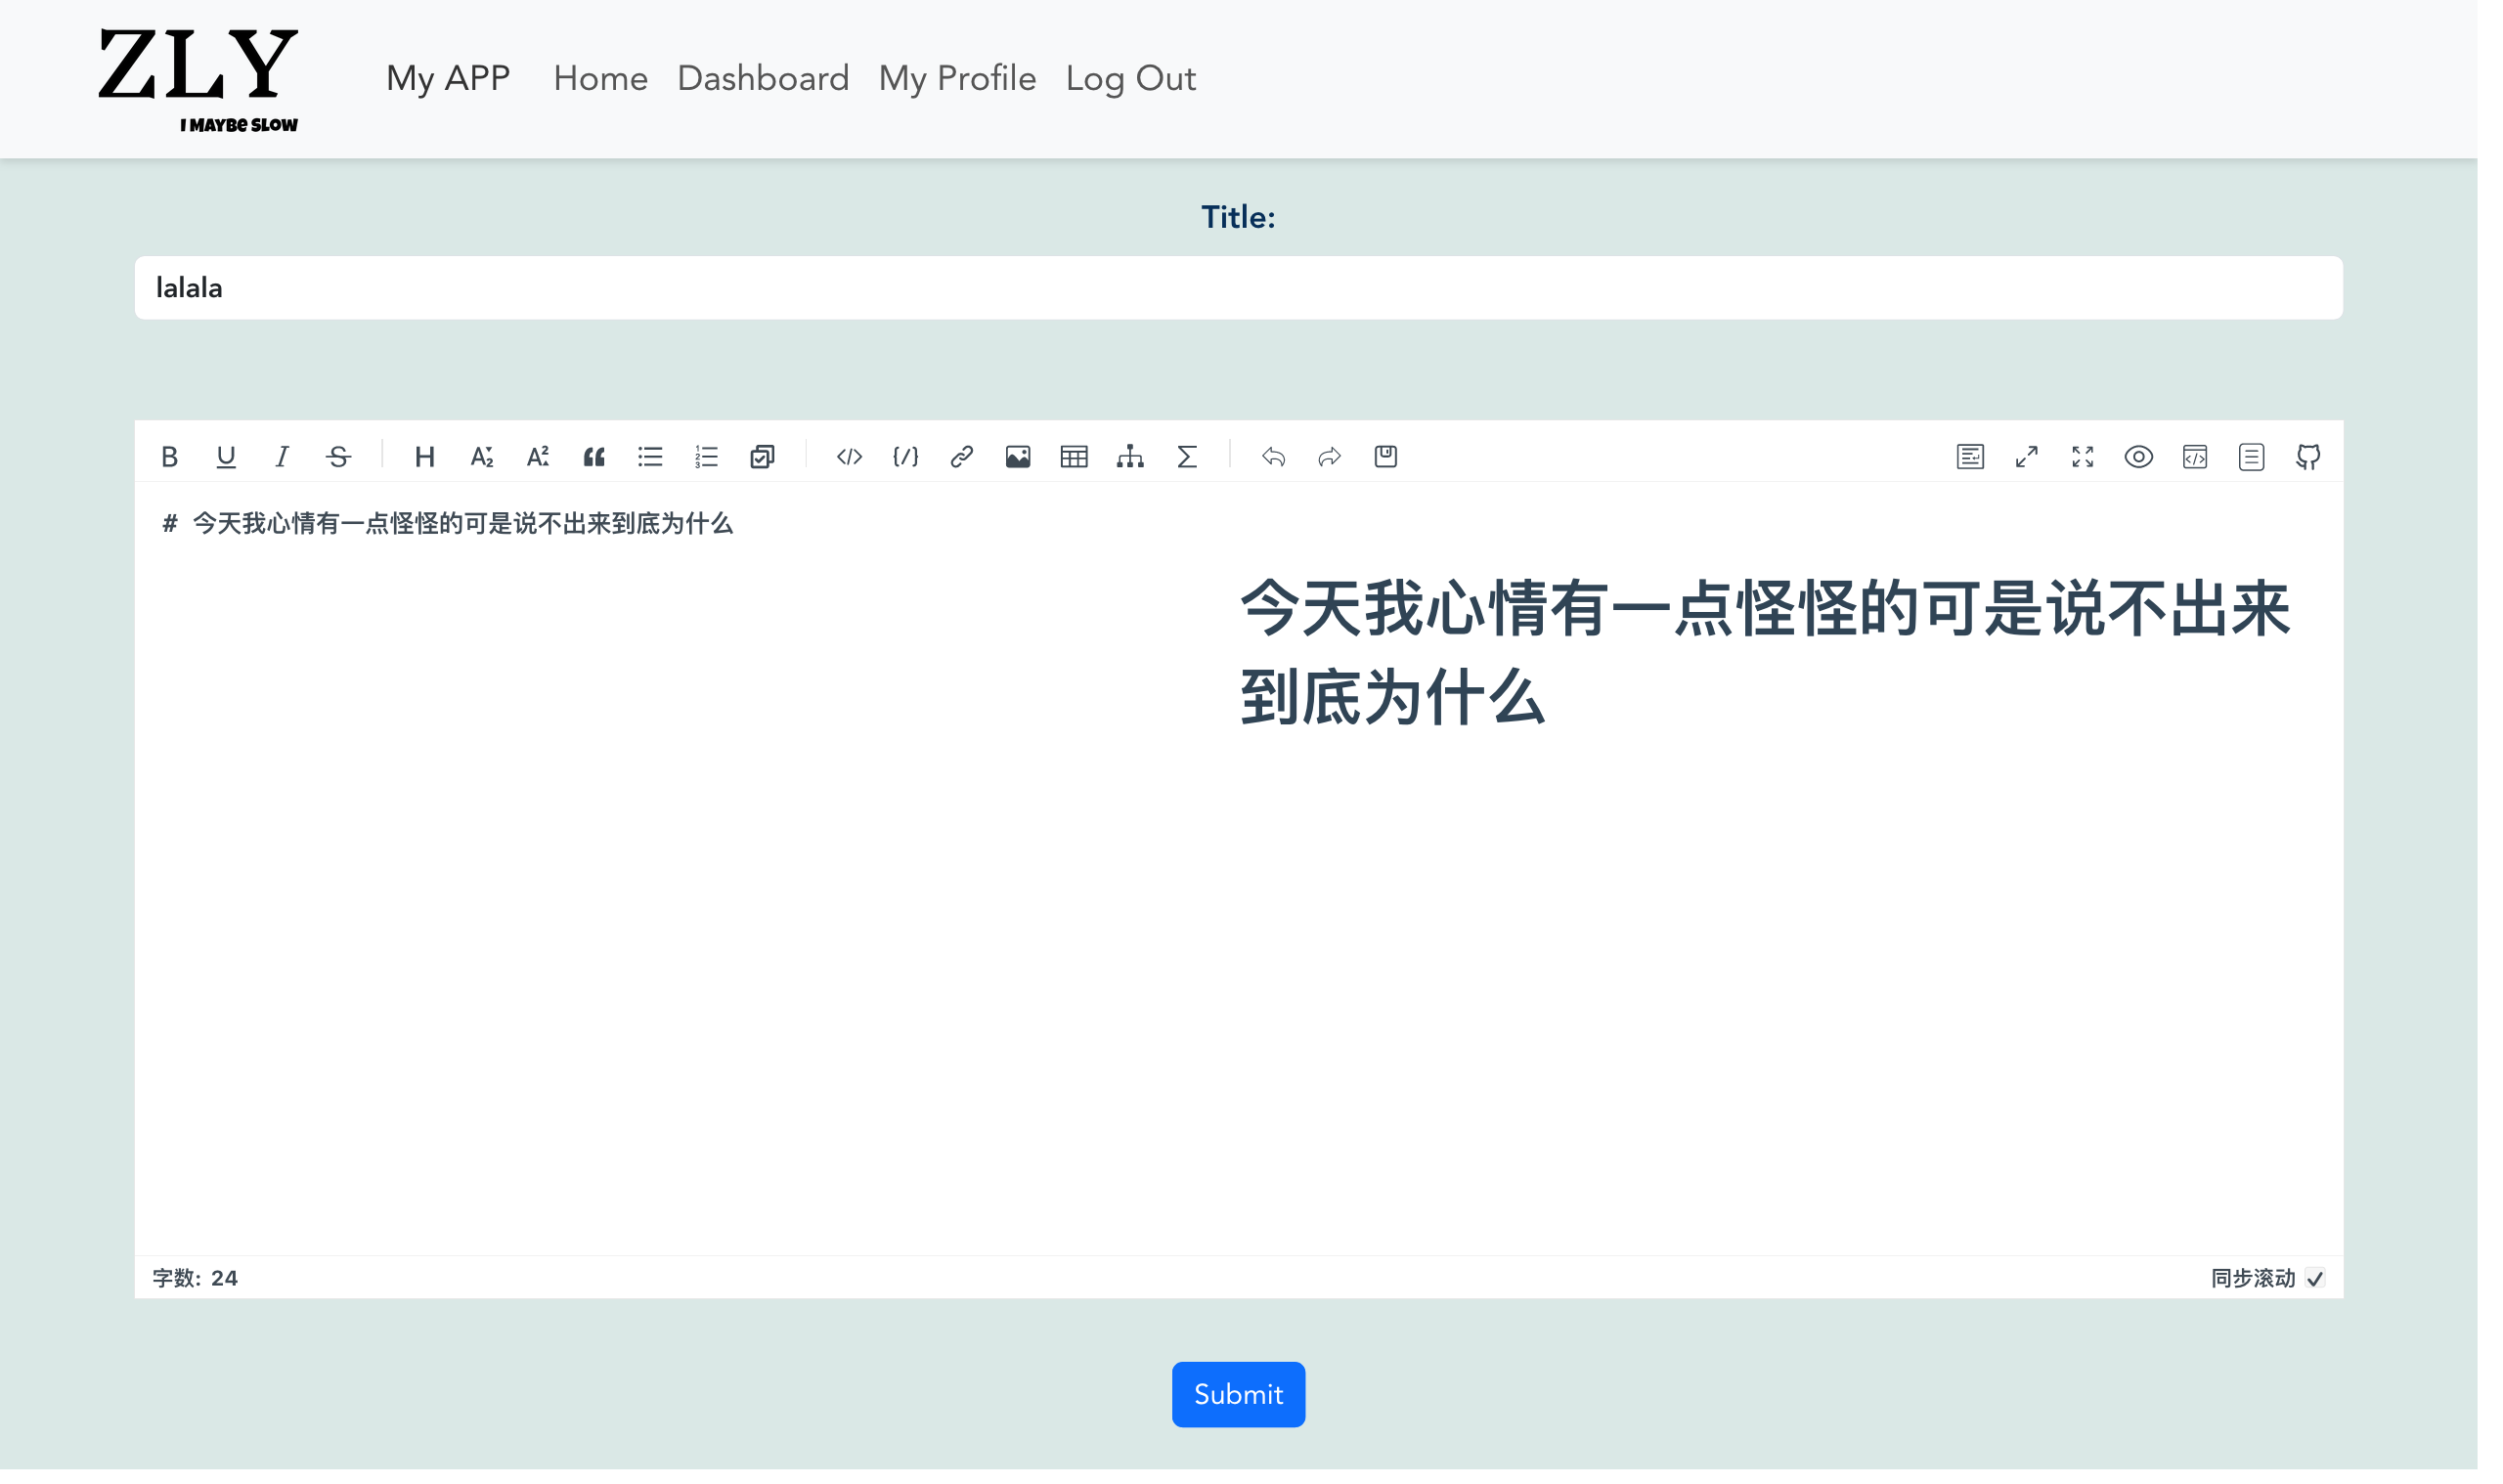 ZLY
I MAYBE SLOW
My APP Home Dashboard My Profile Log Out
Title:
lalala
# 今天我心情有一点怪怪的可是说不出来到底为什么
今天我心情有一点怪怪的可是说不出来
到底为什么
字数: 24
同步滚动
Submit